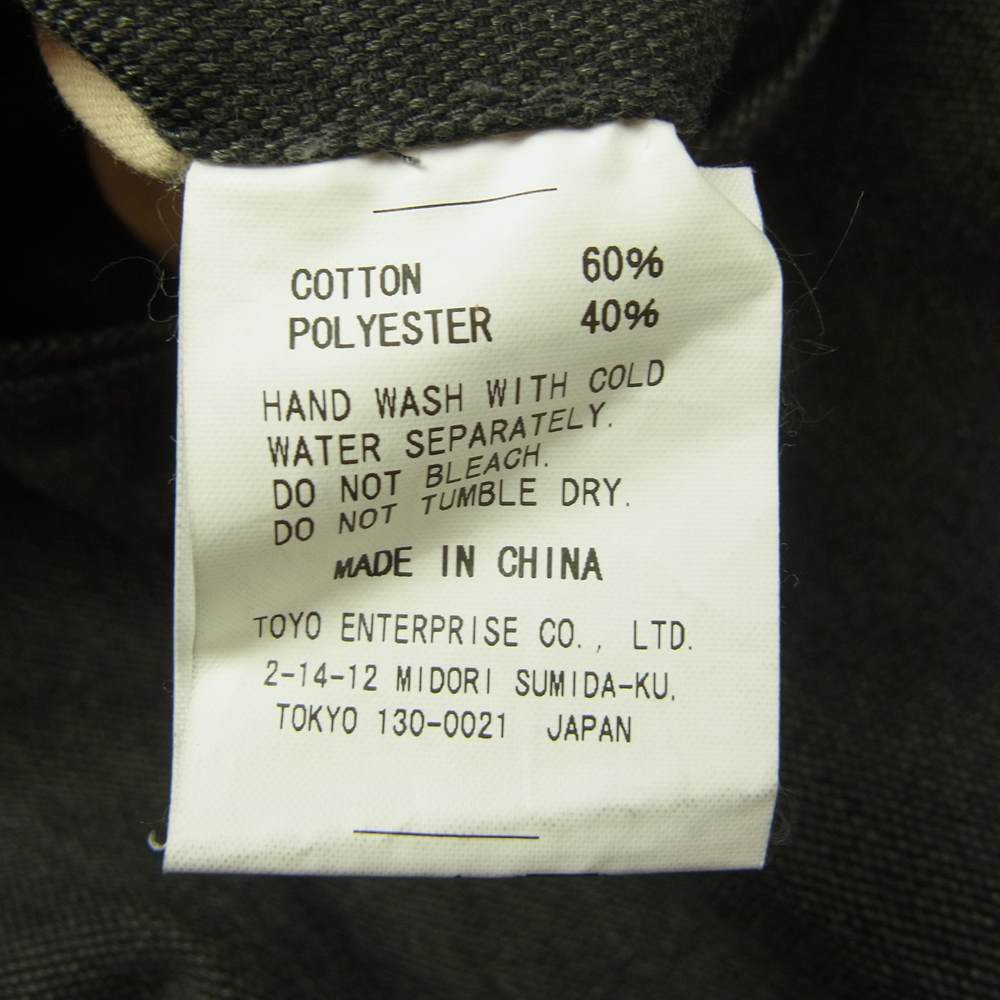 COTTON 60%
POLYESTER 40%
HAND WASH WITH COLD
WATER SEPARATELY.
DO NOT BLEACH.
DO NOT TUMBLE DRY.
MADE IN CHINA
TOYO ENTERPRISE CO., LTD.
2-14-12 MIDORI SUMIDA-KU.
TOKYO 130-0021 JAPAN